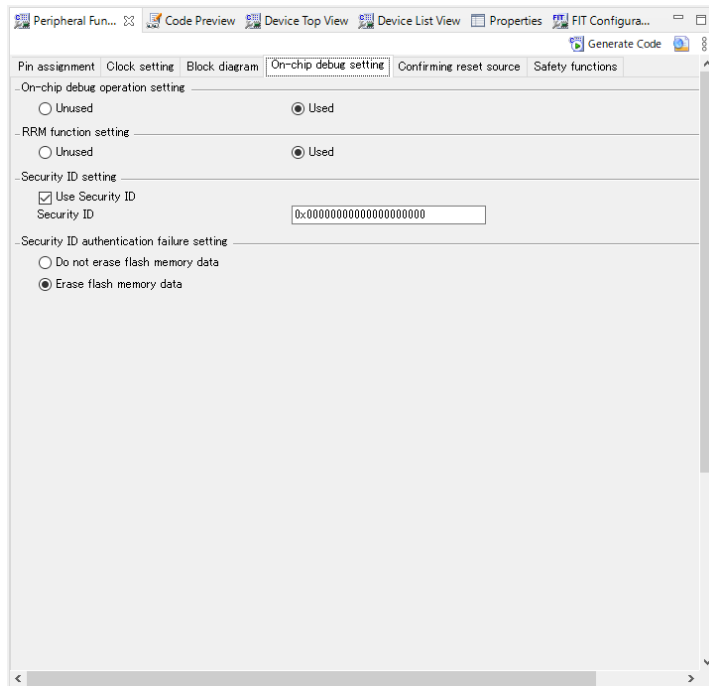 Peripheral Fun... Code Preview Device Top View Device List View Properties FIT Configura...
Generate Code
Pin assignment Clock setting Block diagram On-chip debug setting Confirming reset source Safety functions
On-chip debug operation setting
Unused Used
RRM function setting
Unused Used
Security ID setting
Use Security ID
Security ID 0x00000000000000000000
Security ID authentication failure setting
Do not erase flash memory data
Erase flash memory data